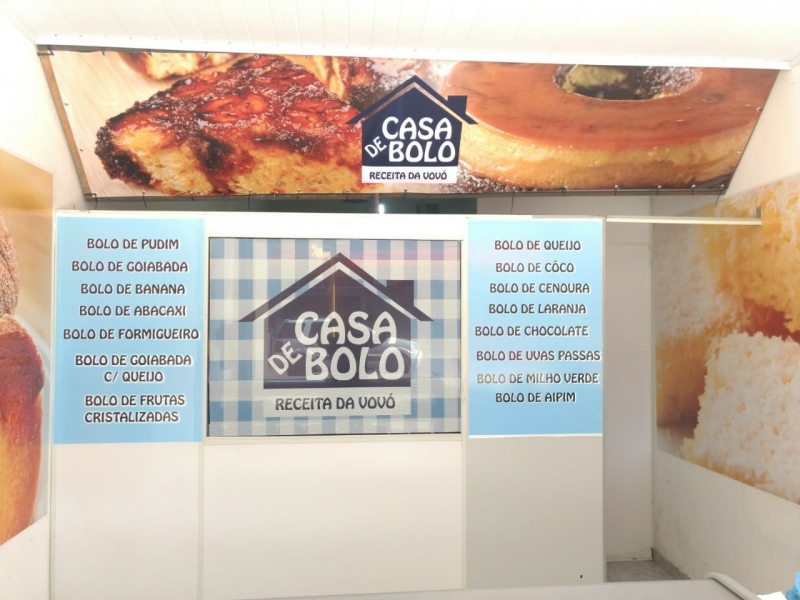 CASA
DE BOLO
RECEITA DA VOVÓ
BOLO DE PUDIM
BOLO DE GOIABADA
BOLO DE BANANA
BOLO DE ABACAXI
BOLO DE FORMIGUEIRO
BOLO DE GOIABADA
C/ QUEIJO
BOLO DE FRUTAS
CRISTALIZADAS
CASA
DE BOLO
RECEITA DA VOVÓ
BOLO DE QUEIJO
BOLO DE CÔCO
BOLO DE CENOURA
BOLO DE LARANJA
BOLO DE CHOCOLATE
BOLO DE UVAS PASSAS
BOLO DE MILHO VERDE
BOLO DE AIPIM